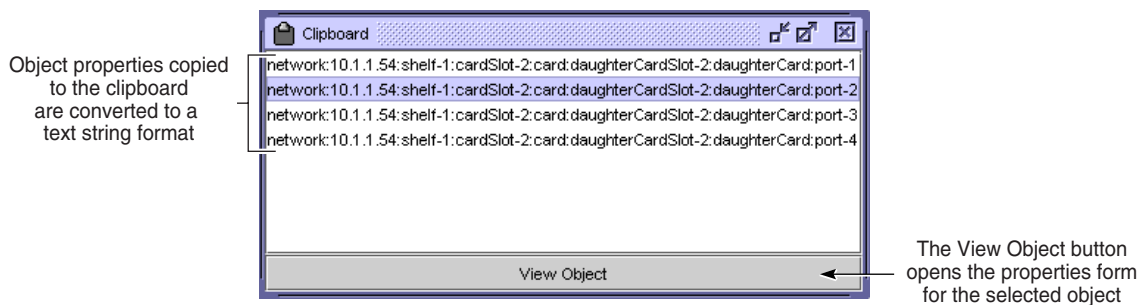 Clipboard
Object properties copied
to the clipboard
are converted to a
text string format
network:10.1.1.54:shelf-1:cardSlot-2:card:daughterCardSlot-2:daughterCard:port-1
network:10.1.1.54:shelf-1:cardSlot-2:card:daughterCardSlot-2:daughterCard:port-2
network:10.1.1.54:shelf-1:cardSlot-2:card:daughterCardSlot-2:daughterCard:port-3
network:10.1.1.54:shelf-1:cardSlot-2:card:daughterCardSlot-2:daughterCard:port-4
View Object
The View Object button
opens the properties form
for the selected object